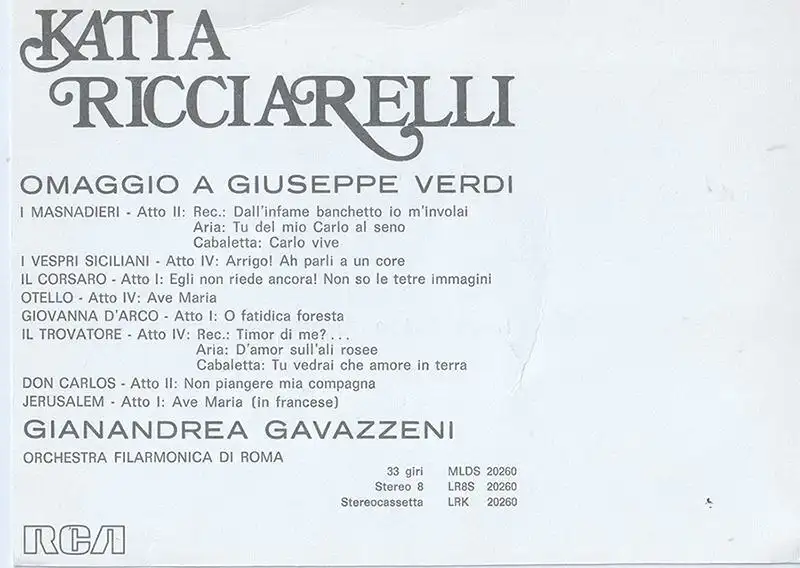 KATIA
RICCIARELLI
OMAGGIO A GIUSEPPE VERDI
I MASNADIERI - Atto II: Rec.: Dall'infame banchetto io m'involai
Aria: Tu del mio Carlo al seno
Cabaletta: Carlo vive
I VESPRI SICILIANI - Atto IV: Arrigo! Ah parli a un core
IL CORSARO - Atto I: Egli non riede ancora! Non so le tetre immagini
OTELLO - Atto IV: Ave Maria
GIOVANNA D'ARCO - Atto I: O fatidica foresta
IL TROVATORE - Atto IV: Rec.: Timor di me?...
Aria: D'amor sull'ali rosee
Cabaletta: Tu vedrai che amore in terra
DON CARLOS - Atto II: Non piangere mia compagna
JERUSALEM - Atto I: Ave Maria (in francese)
GIANANDREA GAVAZZENI
ORCHESTRA FILARMONICA DI ROMA
33 giri MLDS 20260
Stereo 8 LR8S 20260
Stereocassetta LRK 20260
RCA